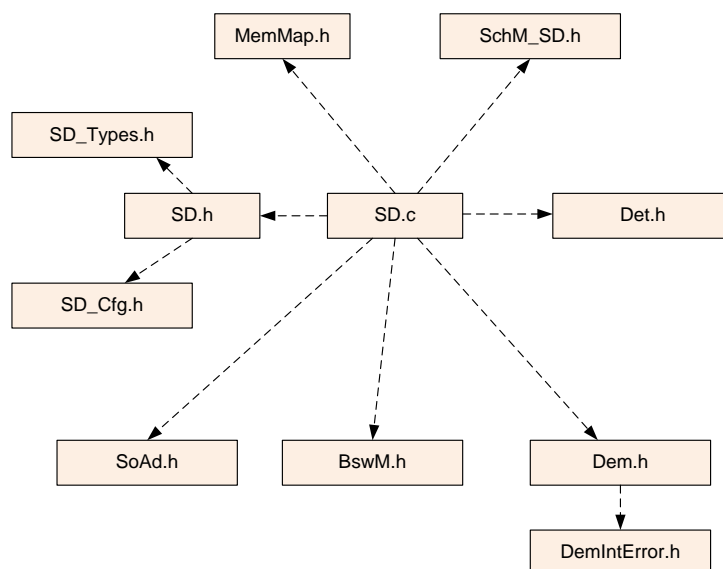 MemMap.h
SchM_SD.h
SD_Types.h
SD.h
SD.c
Det.h
SD_Cfg.h
SoAd.h
BswM.h
Dem.h
DemIntError.h